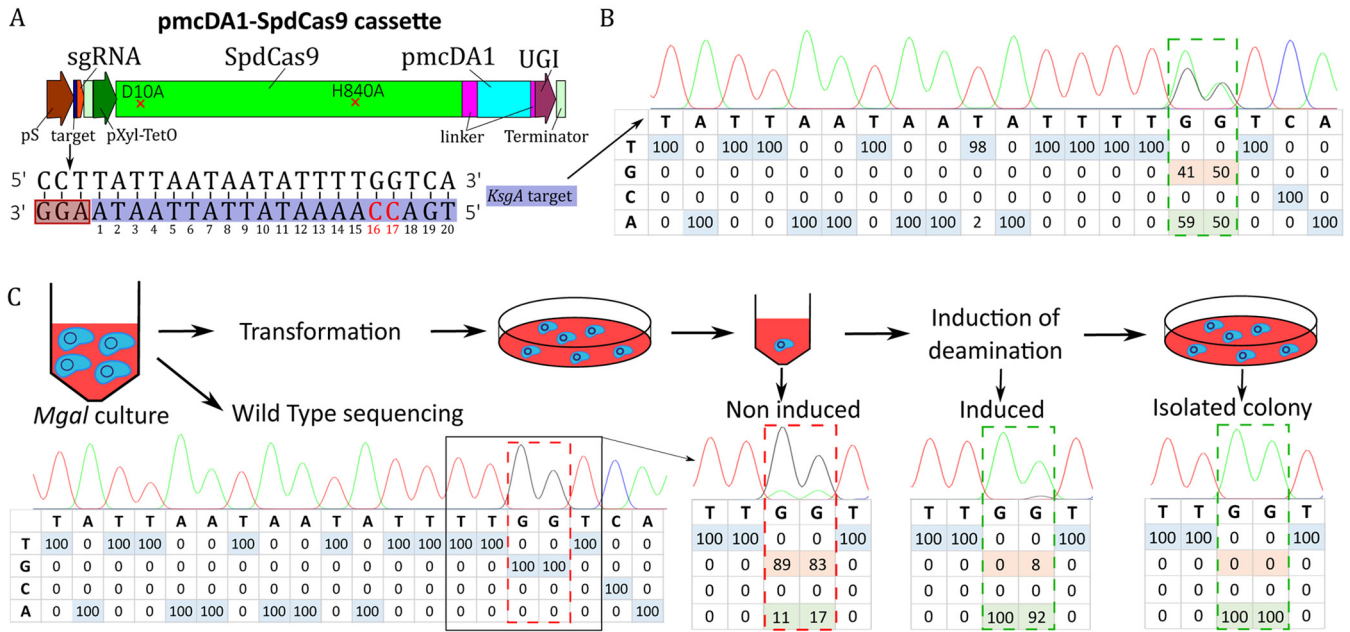 A
pmcDA1-SpdCas9 cassette
sgRNA
SpdCas9
pmcDA1
UGI
D10A
H840A
pS
target
pXyl-TetO
linker
Terminator
5' CCTTATTAATAATATTTTGGTCA 3'
3' GGAATAATTATTATAAAACCAGT 5'
1 2 3 4 5 6 7 8 9 10 11 12 13 14 15 16 17 18 19 20
KsgA target
B
T A T T A A T A A T A T T T T G G T C A
T 100 0 100 100 0 0 100 0 0 98 0 100 100 100 100 0 0 100 0 0
G 0 0 0 0 0 0 0 0 0 0 0 0 0 0 0 41 50 0 0 0
C 0 0 0 0 0 0 0 0 0 0 0 0 0 0 0 0 0 0 100 0
A 0 100 0 0 100 100 0 100 100 2 100 0 0 0 0 59 50 0 0 100
C
Mgal culture
Transformation
Wild Type sequencing
Induction of
deamination
Non induced
Induced
Isolated colony
T A T T A A T A A T A T T T T G G T C A
T 100 0 100 100 0 0 100 0 0 100 0 100 100 100 100 0 0 100 0 0
G 0 0 0 0 0 0 0 0 0 0 0 0 0 0 0 100 100 0 0 0
C 0 0 0 0 0 0 0 0 0 0 0 0 0 0 0 0 0 0 100 0
A 0 100 0 0 100 100 0 100 100 0 100 0 0 0 0 0 0 0 0 100
T T G G T
100 100 0 0 100
0 0 89 83 0
0 0 0 0 0
0 0 11 17 0
T T G G T
100 100 0 0 100
0 0 0 8 0
0 0 0 0 0
0 0 100 92 0
T T G G T
100 100 0 0 100
0 0 0 0 0
0 0 0 0 0
0 0 100 100 0